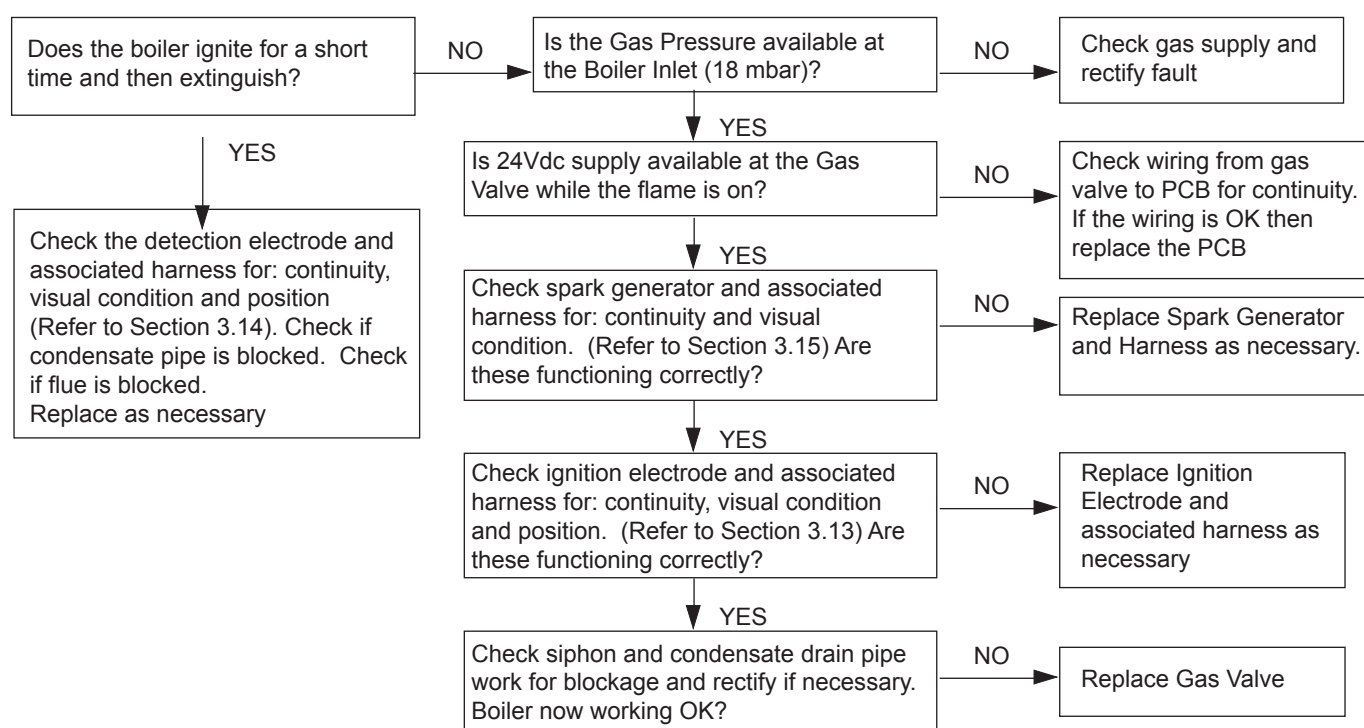 Does the boiler ignite for a short
time and then extinguish?
NO
Is the Gas Pressure available at
the Boiler Inlet (18 mbar)?
NO
Check gas supply and
rectify fault
YES
YES
Is 24Vdc supply available at the Gas
Valve while the flame is on?
NO
Check wiring from gas
valve to PCB for continuity.
If the wiring is OK then
replace the PCB
Check the detection electrode and
associated harness for: continuity,
visual condition and position
(Refer to Section 3.14). Check if
condensate pipe is blocked. Check
if flue is blocked.
Replace as necessary
YES
Check spark generator and associated
harness for: continuity and visual
condition. (Refer to Section 3.15) Are
these functioning correctly?
NO
Replace Spark Generator
and Harness as necessary.
YES
Check ignition electrode and associated
harness for: continuity, visual condition
and position. (Refer to Section 3.13) Are
these functioning correctly?
NO
Replace Ignition
Electrode and
associated harness as
necessary
YES
Check siphon and condensate drain pipe
work for blockage and rectify if necessary.
Boiler now working OK?
NO
Replace Gas Valve